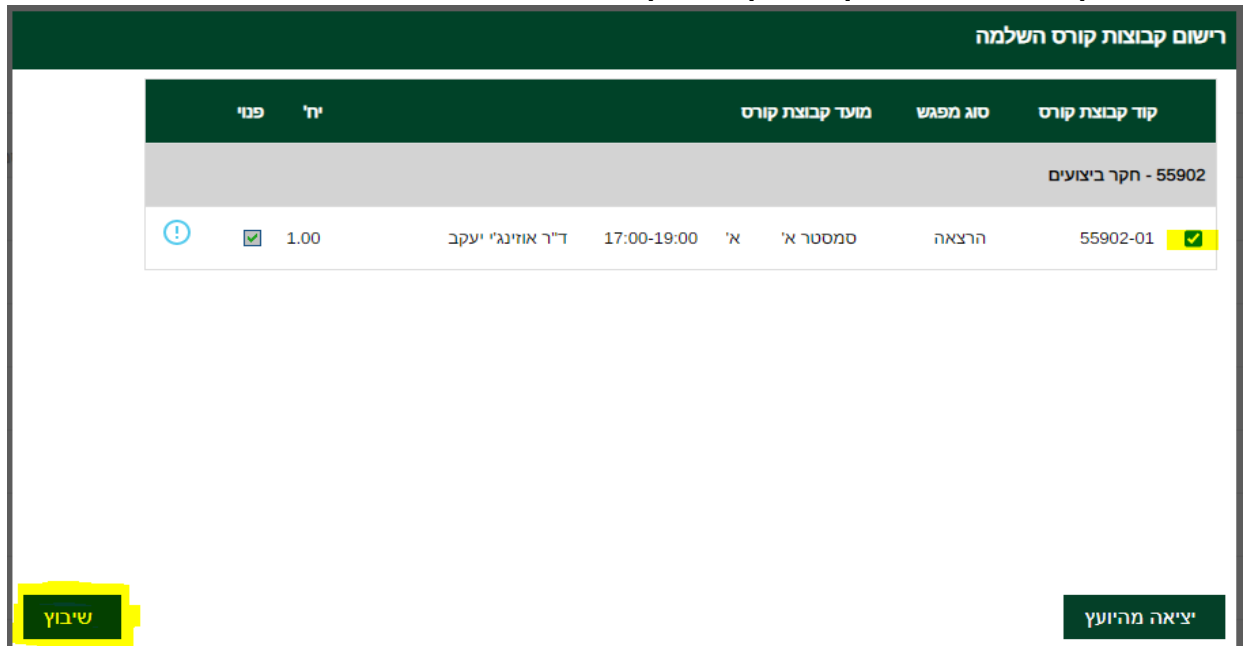 רישום קבוצות קורס השלמה
קוד קבוצת קורס סוג מפגש מועד קבוצת קורס יח' פנוי
55902 - חקר ביצועים
55902-01 הרצאה סמסטר א' א' 17:00-19:00 ד"ר אוזינג'י יעקב 1.00
יציאה מהיועץ שיבוץ